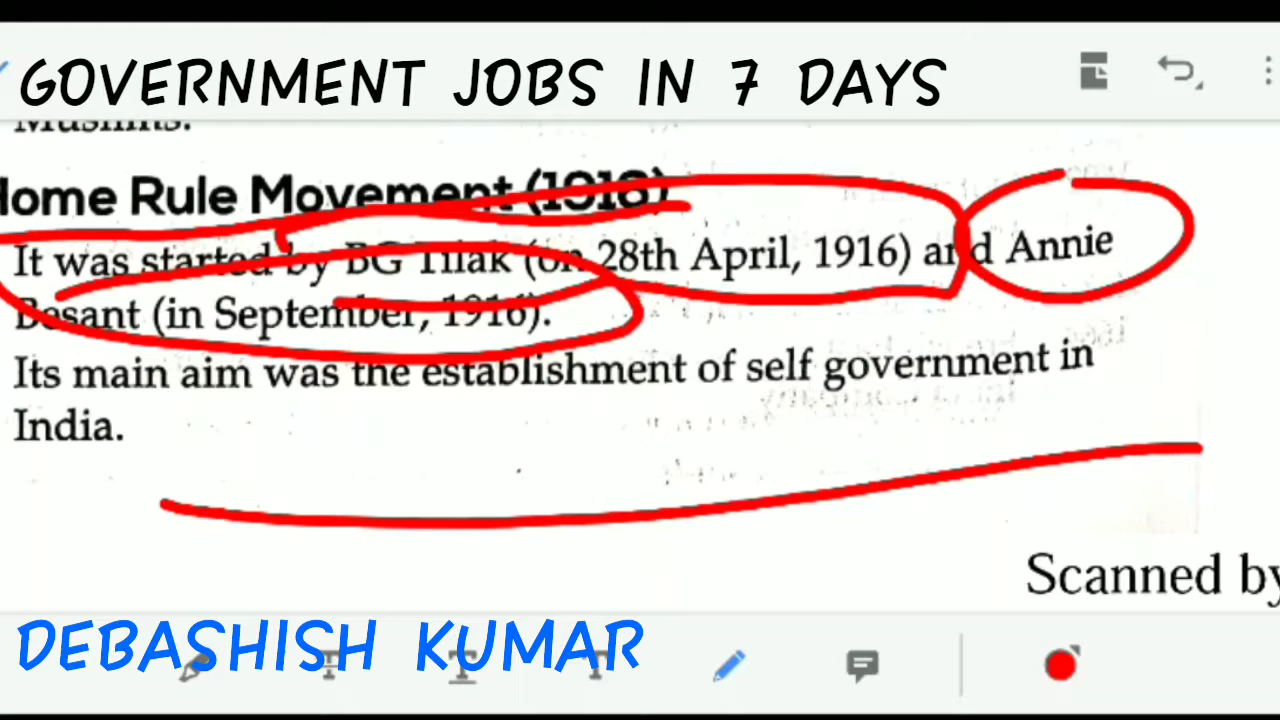 GOVERNMENT JOBS IN 7 DAYS
Muslims.
Home Rule Movement (1916)
It was started by BG Tilak (on 28th April, 1916) and Annie
Besant (in September, 1916).
Its main aim was the establishment of self government in
India.
Scanned by
DEBASHISH KUMAR